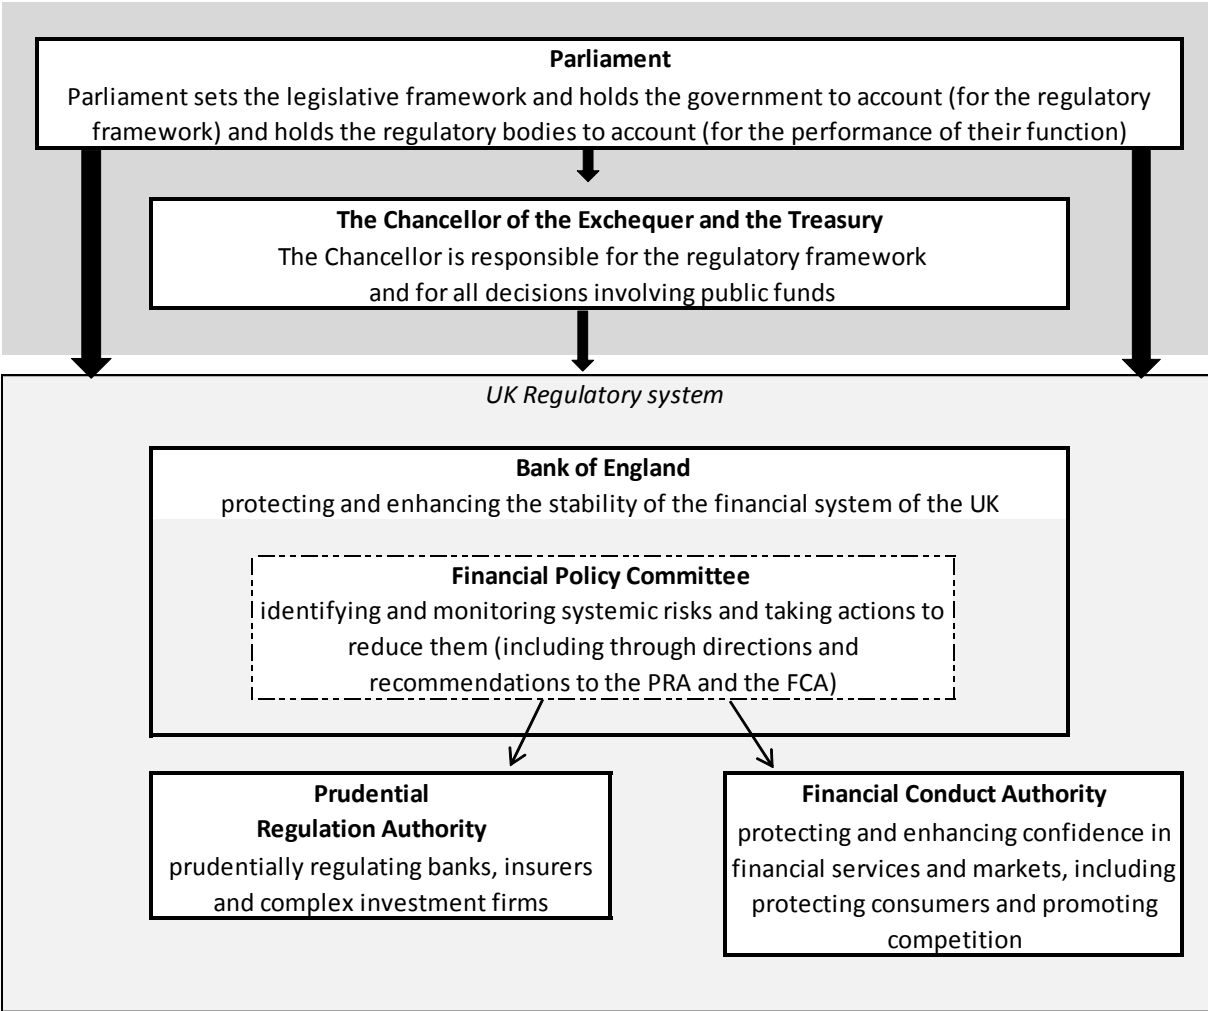 Parliament
Parliament sets the legislative framework and holds the government to account (for the regulatory
framework) and holds the regulatory bodies to account (for the performance of their function)
The Chancellor of the Exchequer and the Treasury
The Chancellor is responsible for the regulatory framework
and for all decisions involving public funds
UK Regulatory system
Bank of England
protecting and enhancing the stability of the financial system of the UK
Financial Policy Committee
identifying and monitoring systemic risks and taking actions to
reduce them (including through directions and
recommendations to the PRA and the FCA)
Prudential
Regulation Authority
prudentially regulating banks, insurers
and complex investment firms
Financial Conduct Authority
protecting and enhancing confidence in
financial services and markets, including
protecting consumers and promoting
competition